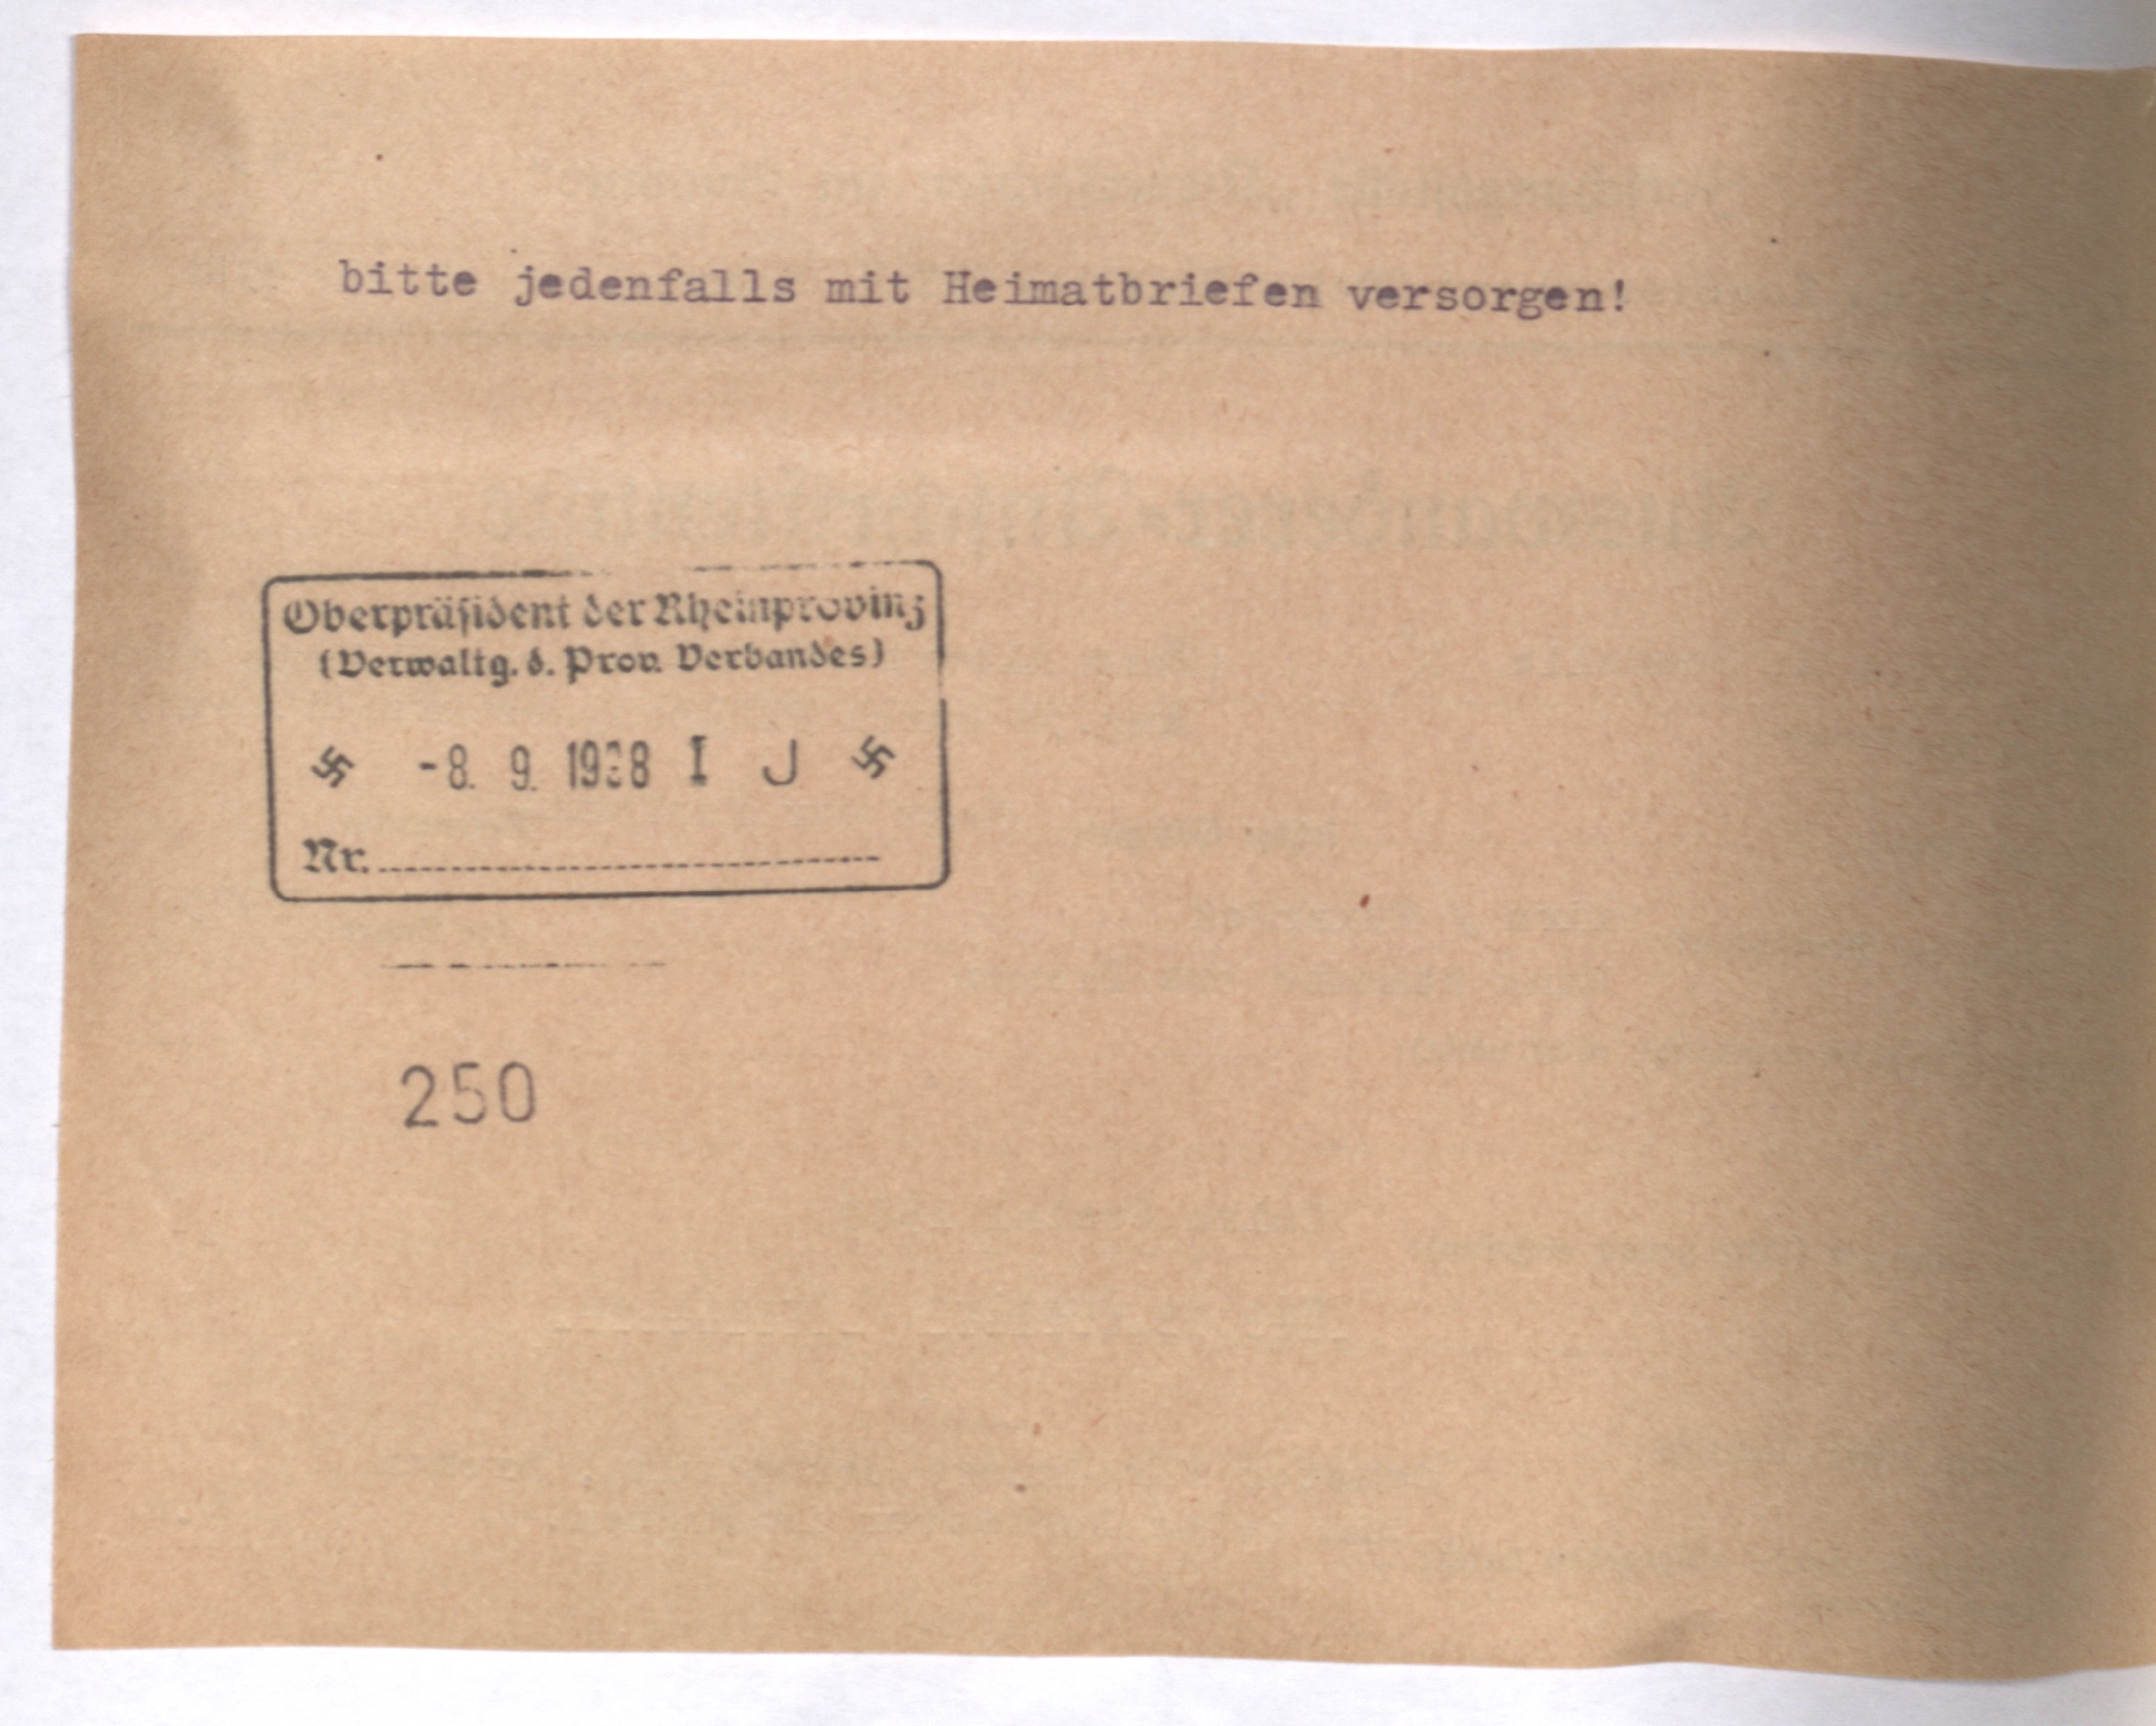 bitte jedenfalls mit Heimatbriefen versorgen!
Oberpräsident der Rheinprovinz
(Verwaltg. d. Prov. Verbandes)
-8. 9. 1938 I J
Nr.
250